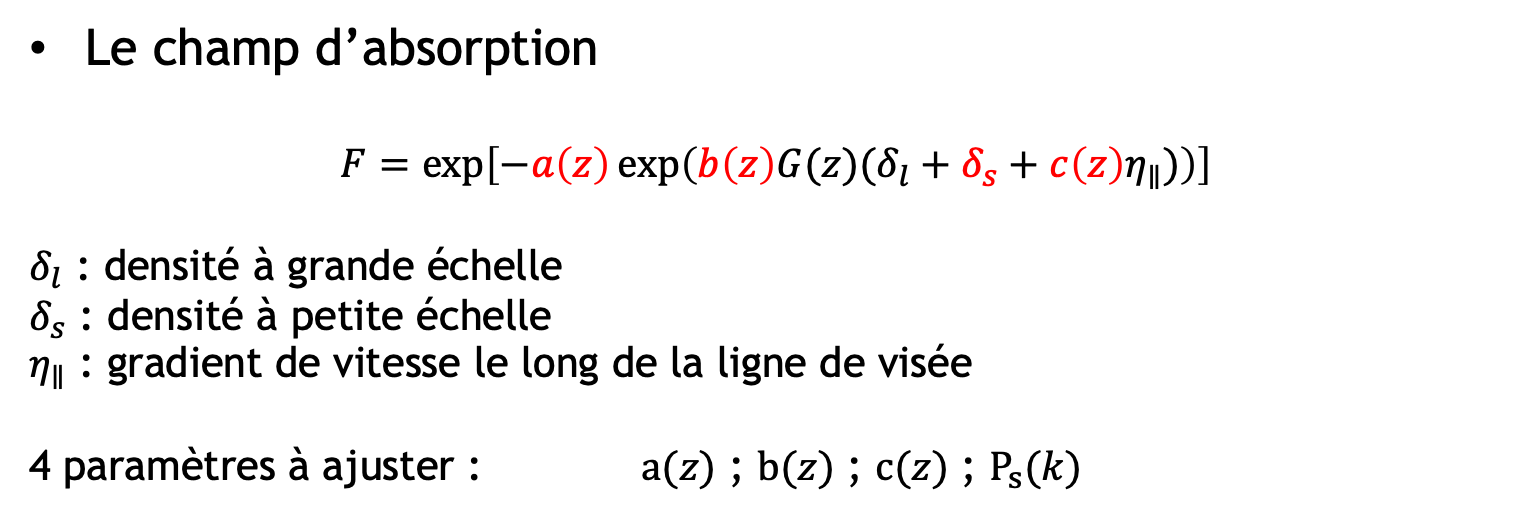 • Le champ d’absorption
F = exp[−a(z) exp(b(z)G(z)(δₗ + δₛ + c(z)η∥))]
δₗ : densité à grande échelle
δₛ : densité à petite échelle
η∥ : gradient de vitesse le long de la ligne de visée
4 paramètres à ajuster : a(z) ; b(z) ; c(z) ; Pₛ(k)